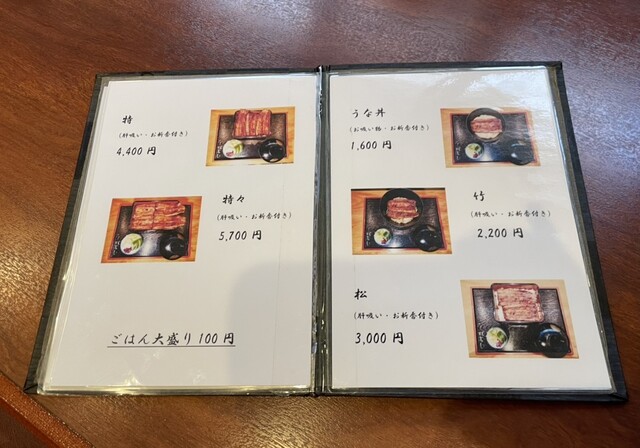 特
(肝吸い・お新香付き)
4,400 円
特々
(肝吸い・お新香付き)
5,700 円
ごはん大盛り 100 円
うな丼
(お吸い物・お新香付き)
1,600 円
竹
(肝吸い・お新香付き)
2,200 円
松
(肝吸い・お新香付き)
3,000 円